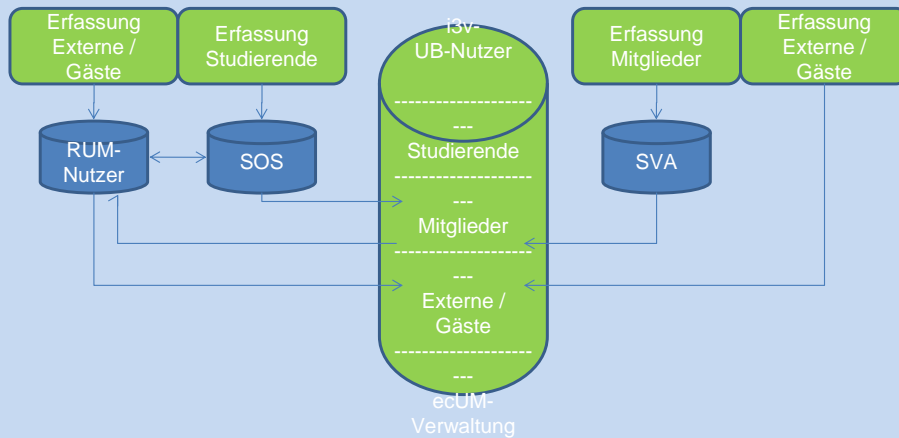 Erfassung
Externe /
Gäste
Erfassung
Studierende
i3v-
UB-Nutzer
---------------------
---
Studierende
---------------------
---
Mitglieder
---------------------
---
Externe /
Gäste
---------------------
---
ecUM-
Verwaltung
Erfassung
Mitglieder
Erfassung
Externe /
Gäste
RUM-
Nutzer
SOS
SVA